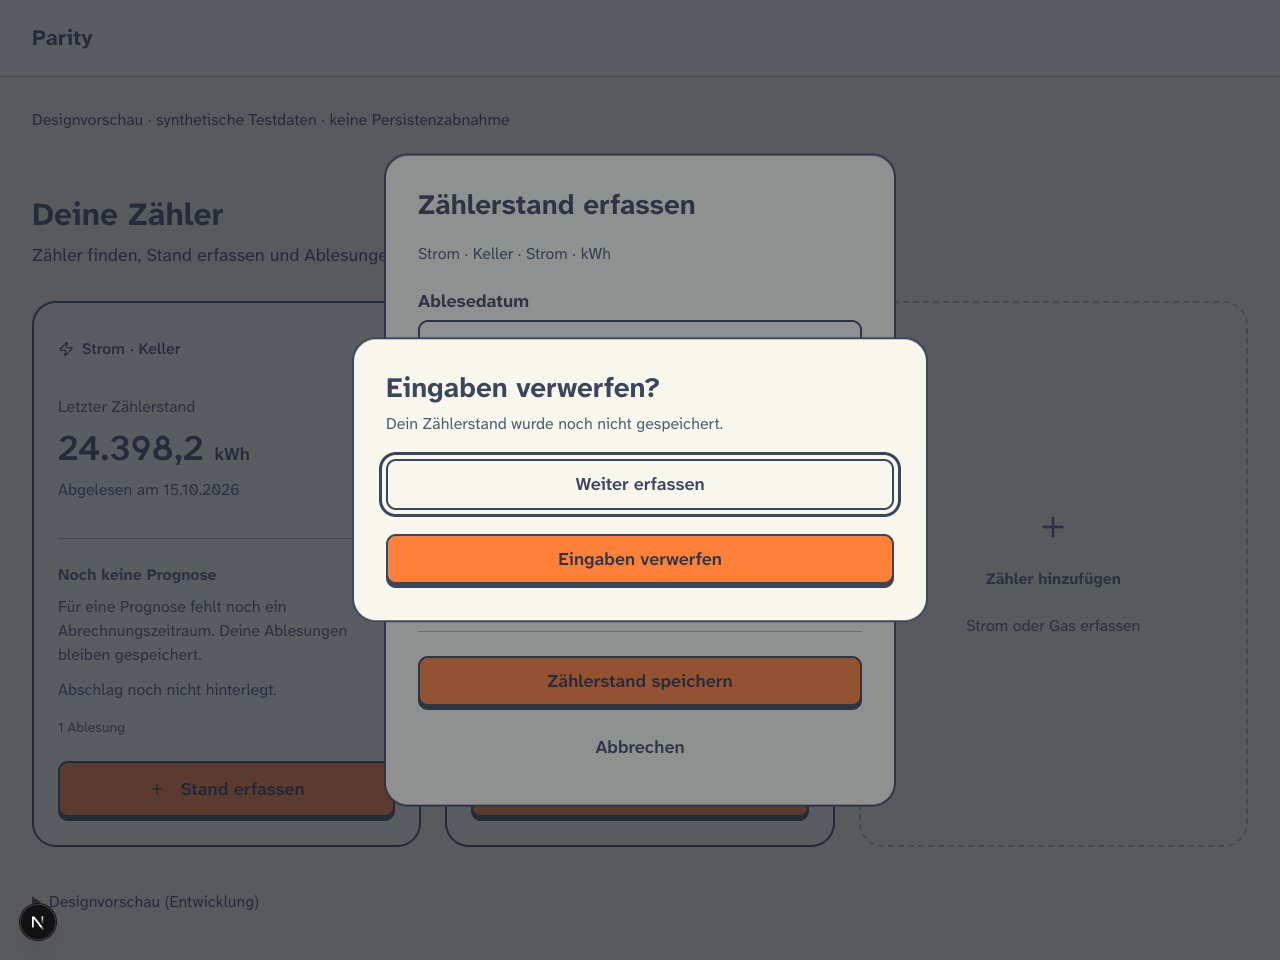 Parity
Designvorschau · synthetische Testdaten · keine Persistenzabnahme
Deine Zähler
Zähler finden, Stand erfassen und Ablesunge
Strom · Keller
Letzter Zählerstand
24.398,2 kWh
Abgelesen am 15.10.2026
Noch keine Prognose
Für eine Prognose fehlt noch ein
Abrechnungszeitraum. Deine Ablesungen
bleiben gespeichert.
Abschlag noch nicht hinterlegt.
1 Ablesung
+ Stand erfassen
Zählerstand erfassen
Strom · Keller · Strom · kWh
Ablesedatum
Eingaben verwerfen?
Dein Zählerstand wurde noch nicht gespeichert.
Weiter erfassen
Eingaben verwerfen
Zählerstand speichern
Abbrechen
+
Zähler hinzufügen
Strom oder Gas erfassen
Designvorschau (Entwicklung)
N